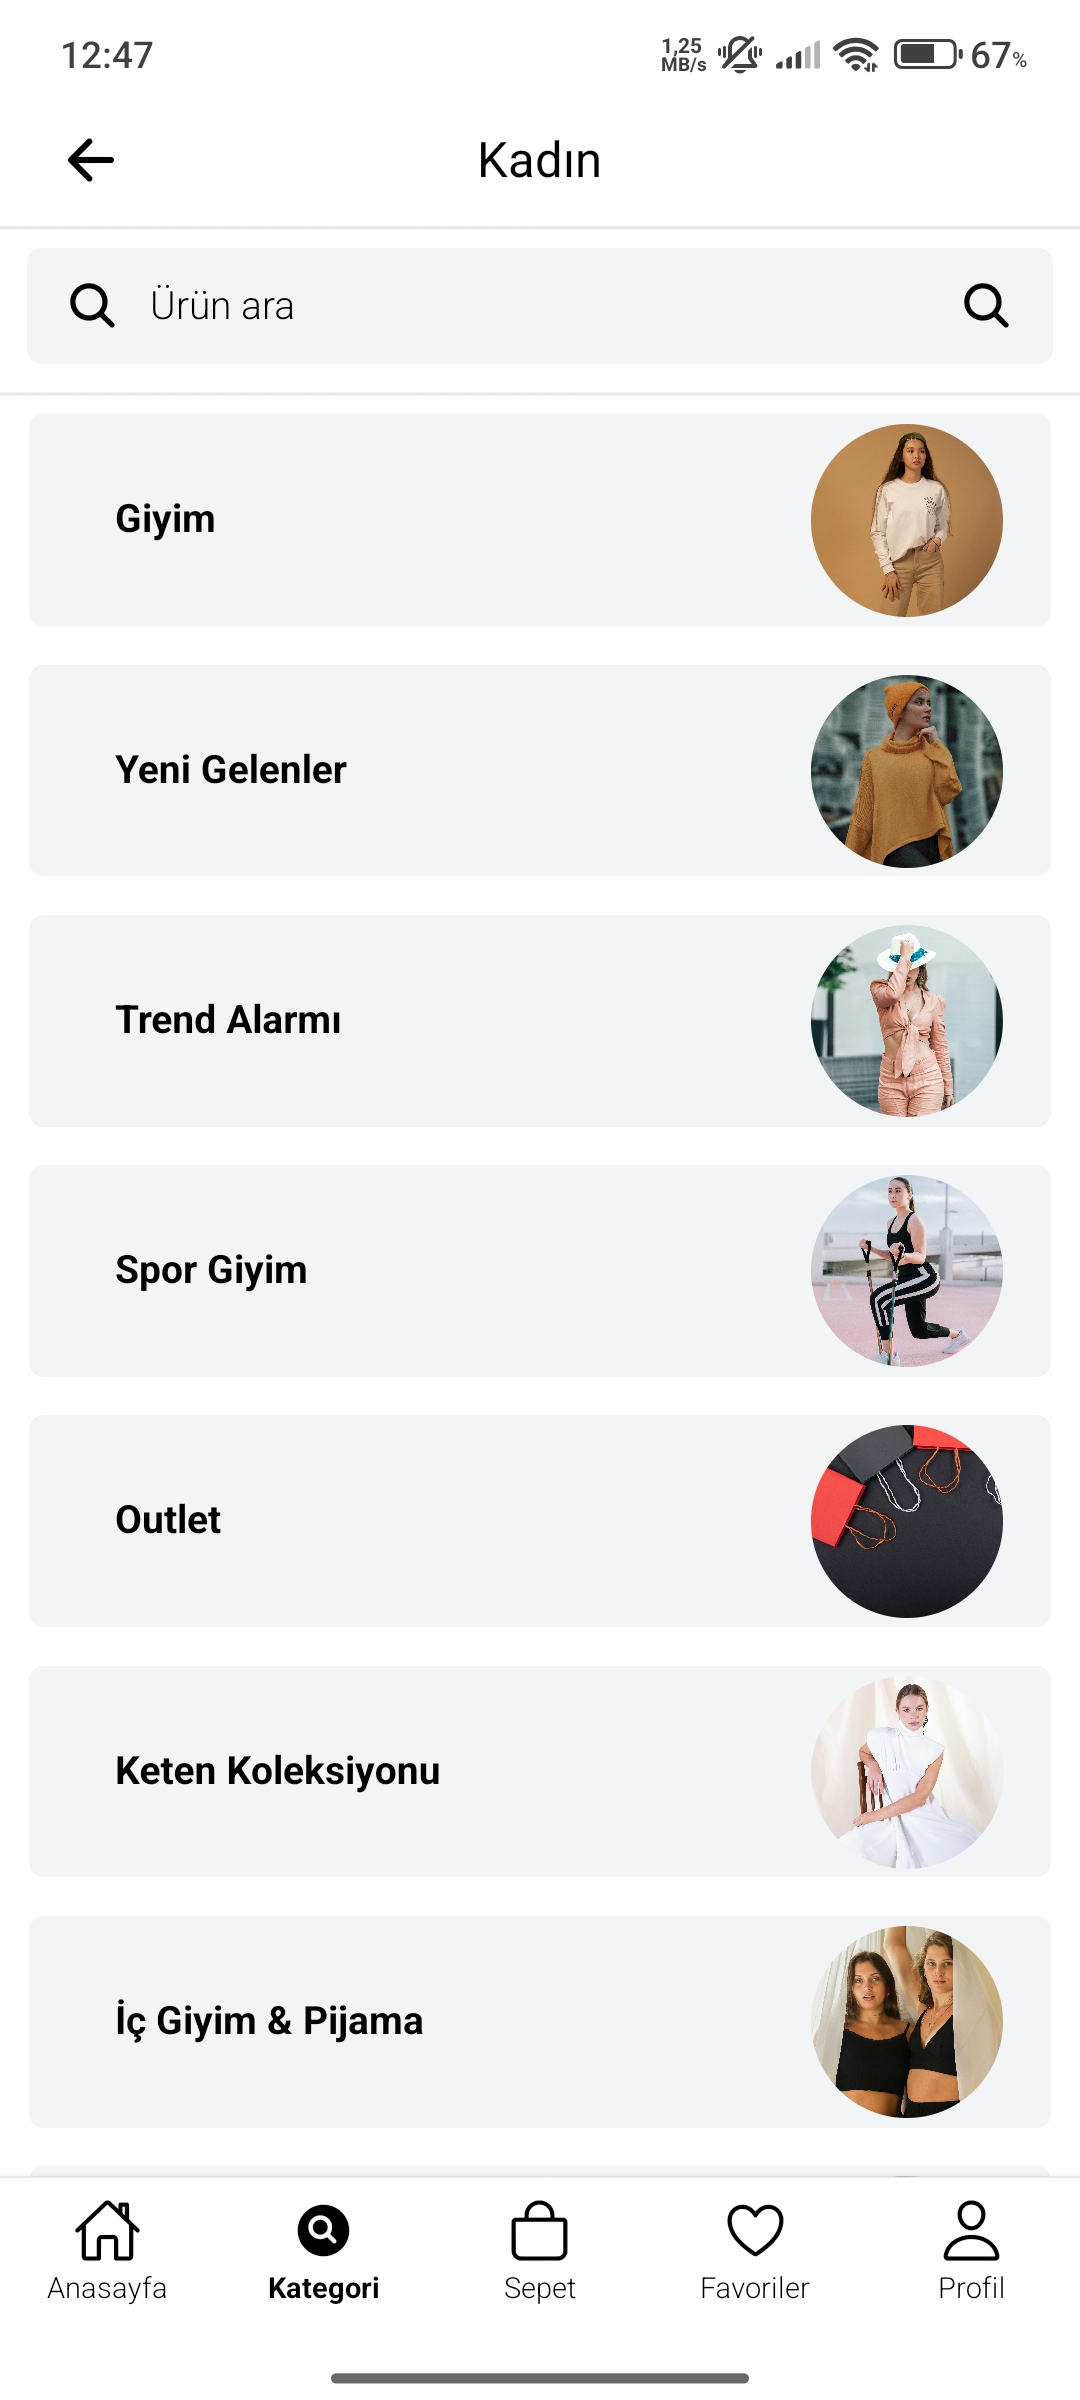 12:47
1,25
MB/s
67%
Kadın
Ürün ara
Giyim
Yeni Gelenler
Trend Alarmı
Spor Giyim
Outlet
Keten Koleksiyonu
İç Giyim & Pijama
Anasayfa
Kategori
Sepet
Favoriler
Profil